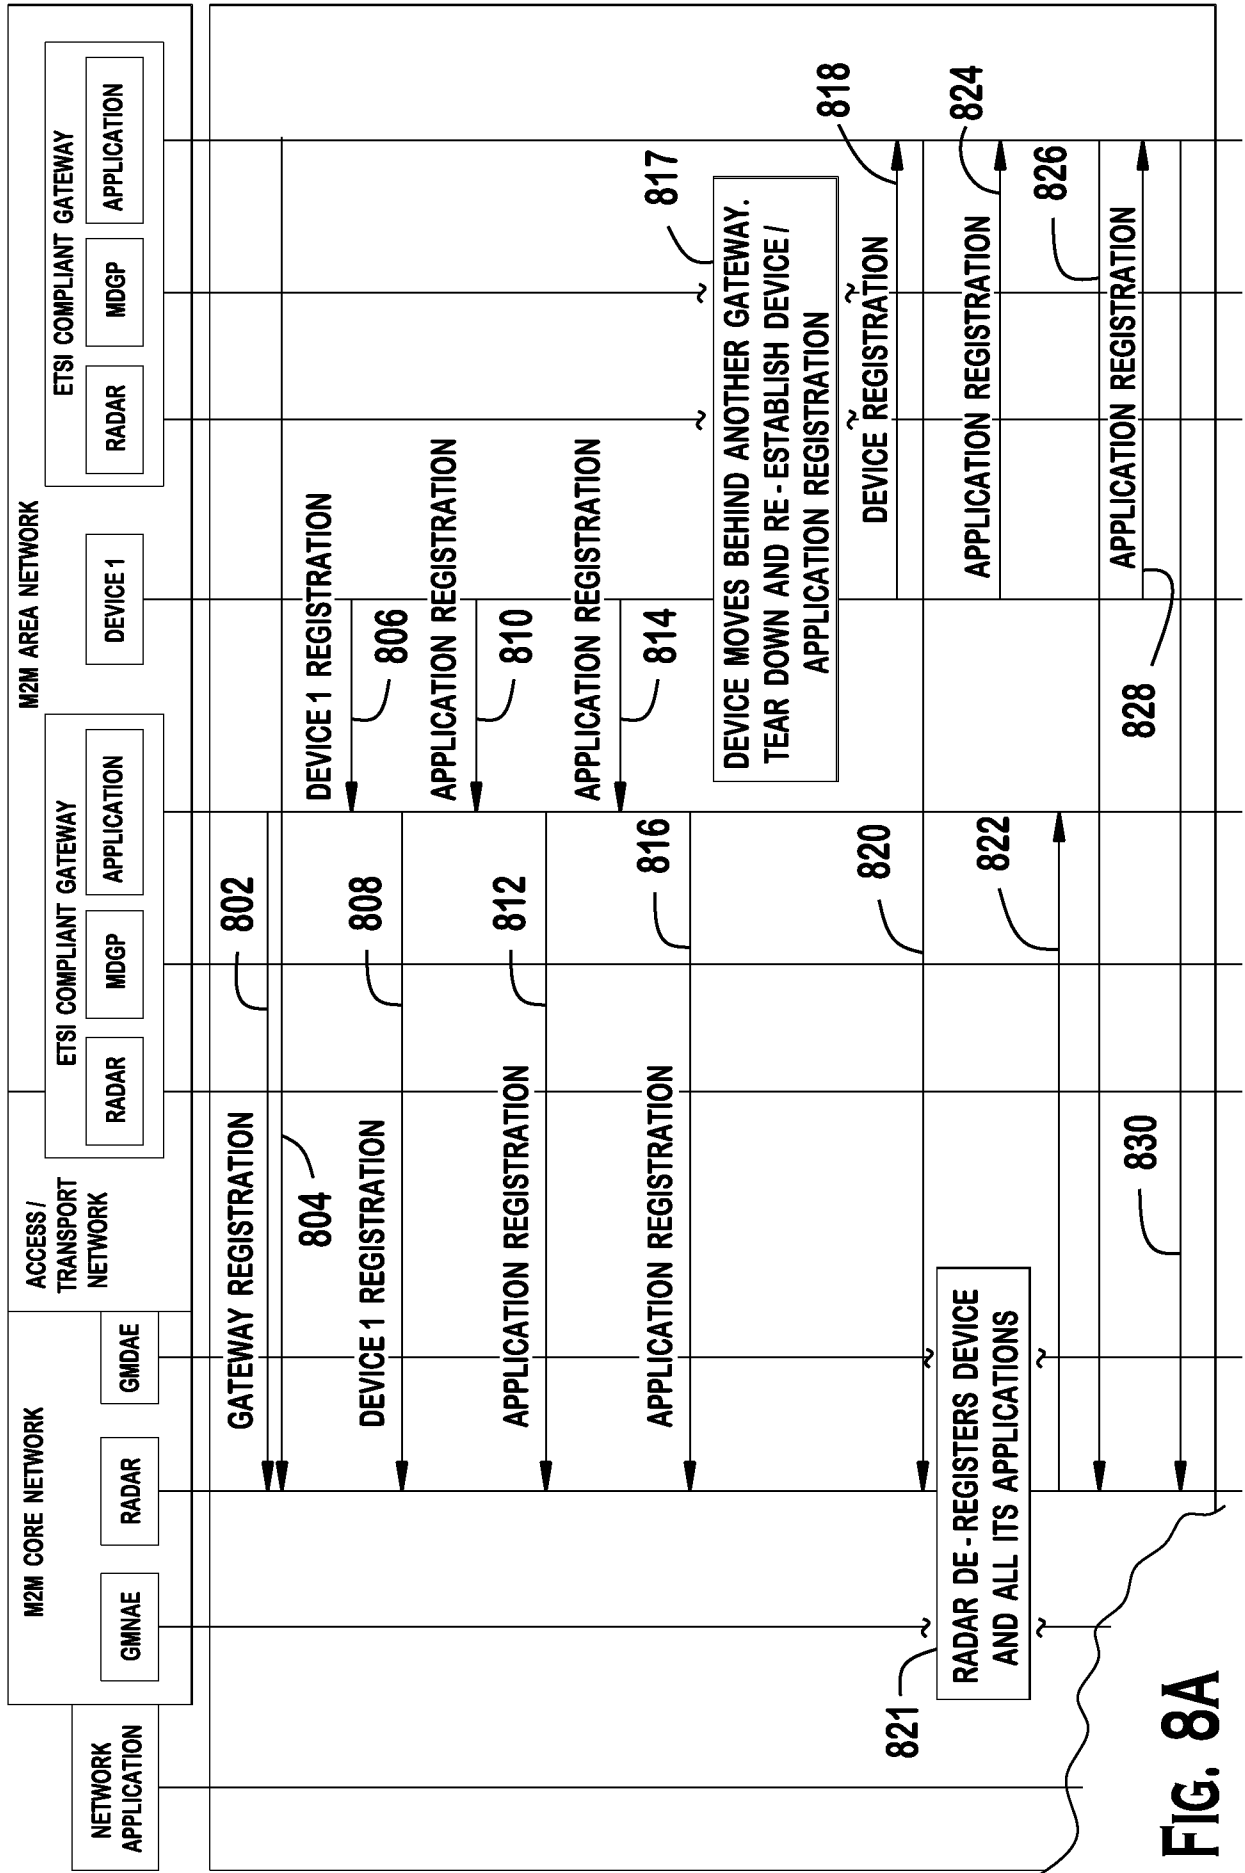 M2M CORE NETWORK
ACCESS /
TRANSPORT
NETWORK
M2M AREA NETWORK
ETSI COMPLIANT GATEWAY
ETSI COMPLIANT GATEWAY
NETWORK
APPLICATION
GMNAE
RADAR
GMDAE
RADAR
MDGP
APPLICATION
DEVICE 1
RADAR
MDGP
APPLICATION
GATEWAY REGISTRATION
802
804
DEVICE 1 REGISTRATION
806
DEVICE 1 REGISTRATION
808
APPLICATION REGISTRATION
810
APPLICATION REGISTRATION
812
APPLICATION REGISTRATION
814
APPLICATION REGISTRATION
816
817
DEVICE MOVES BEHIND ANOTHER GATEWAY.
TEAR DOWN AND RE - ESTABLISH DEVICE /
APPLICATION REGISTRATION
818
DEVICE REGISTRATION
820
821
RADAR DE - REGISTERS DEVICE
AND ALL ITS APPLICATIONS
822
824
APPLICATION REGISTRATION
826
APPLICATION REGISTRATION
828
830
FIG. 8A